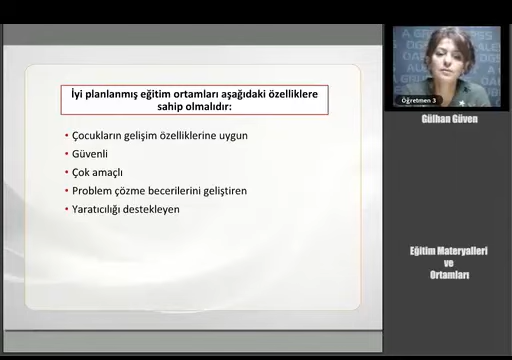 İyi planlanmış eğitim ortamları aşağıdaki özelliklere
sahip olmalıdır:
• Çocukların gelişim özelliklerine uygun
• Güvenli
• Çok amaçlı
• Problem çözme becerilerini geliştiren
• Yaratıcılığı destekleyen
Öğretmen 3
Gülhan Güven
Eğitim Materyalleri
ve
Ortamları